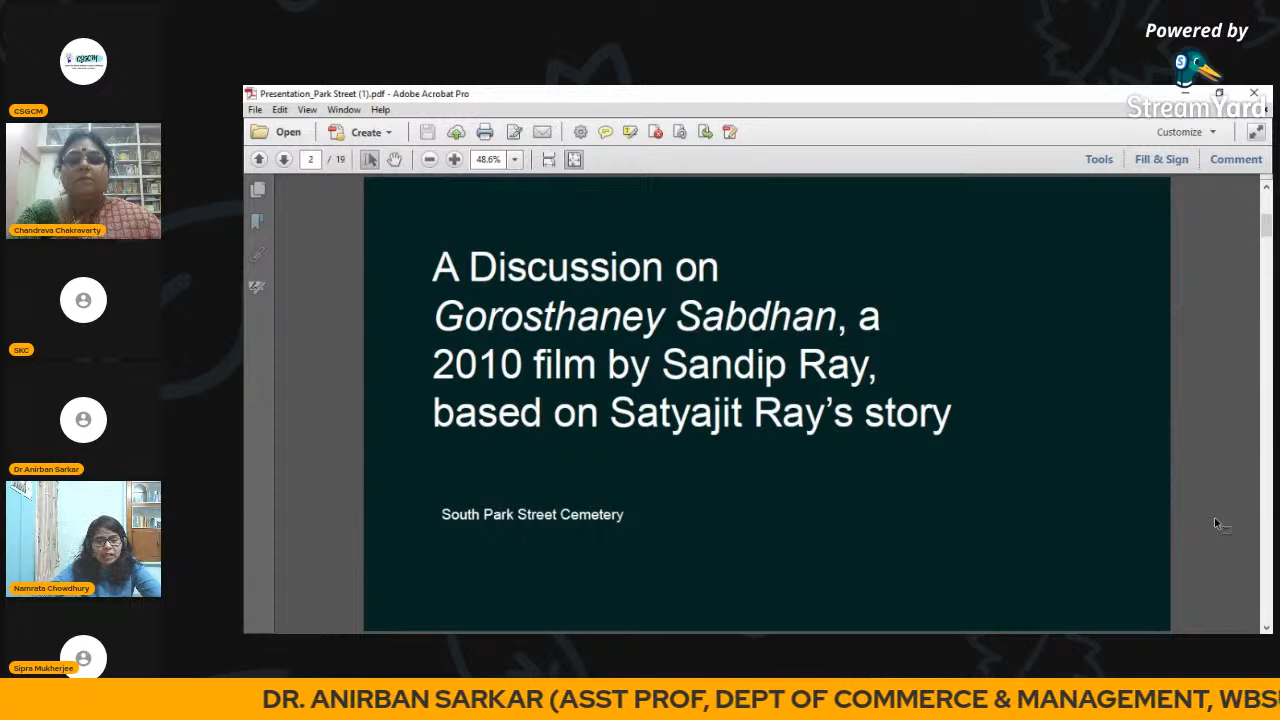 Powered by
StreamYard
CSGCM
CSGCM
Chandrava Chakravarty
SKC
Dr Anirban Sarkar
Namrata Chowdhury
Sipra Mukherjee
Presentation_Park Street (1).pdf - Adobe Acrobat Pro
File Edit View Window Help
Open Create Customize
2 / 19 48.6% Tools Fill & Sign Comment
A Discussion on
Gorosthaney Sabdhan, a
2010 film by Sandip Ray,
based on Satyajit Ray’s story
South Park Street Cemetery
DR. ANIRBAN SARKAR (ASST PROF, DEPT OF COMMERCE & MANAGEMENT, WBS